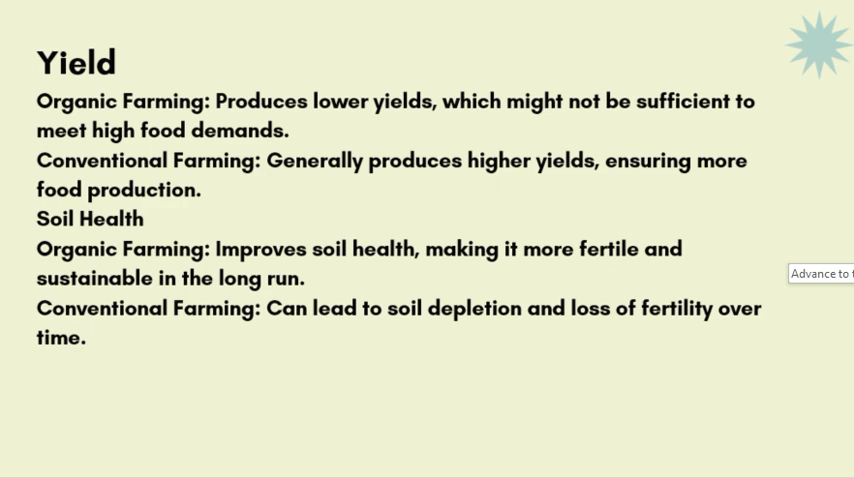 Yield
Organic Farming: Produces lower yields, which might not be sufficient to
meet high food demands.
Conventional Farming: Generally produces higher yields, ensuring more
food production.
Soil Health
Organic Farming: Improves soil health, making it more fertile and
sustainable in the long run.
Advance to
Conventional Farming: Can lead to soil depletion and loss of fertility over
time.